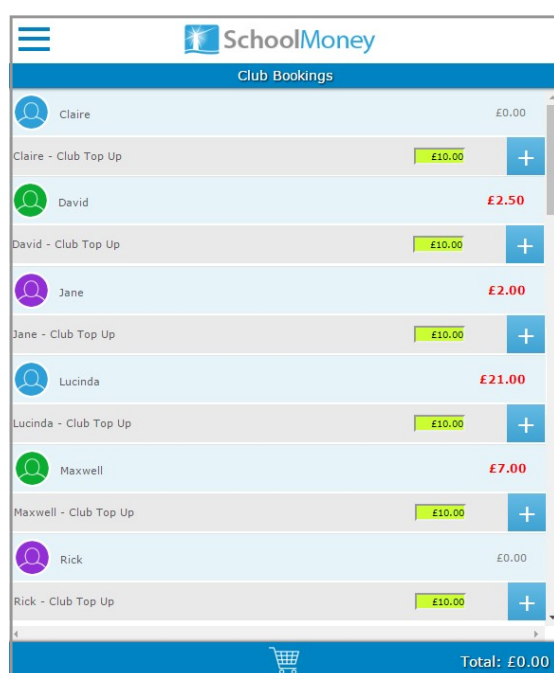 SchoolMoney
Club Bookings
Claire £0.00
Claire - Club Top Up £10.00 +
David £2.50
David - Club Top Up £10.00 +
Jane £2.00
Jane - Club Top Up £10.00 +
Lucinda £21.00
Lucinda - Club Top Up £10.00 +
Maxwell £7.00
Maxwell - Club Top Up £10.00 +
Rick £0.00
Rick - Club Top Up £10.00 +
Total: £0.00